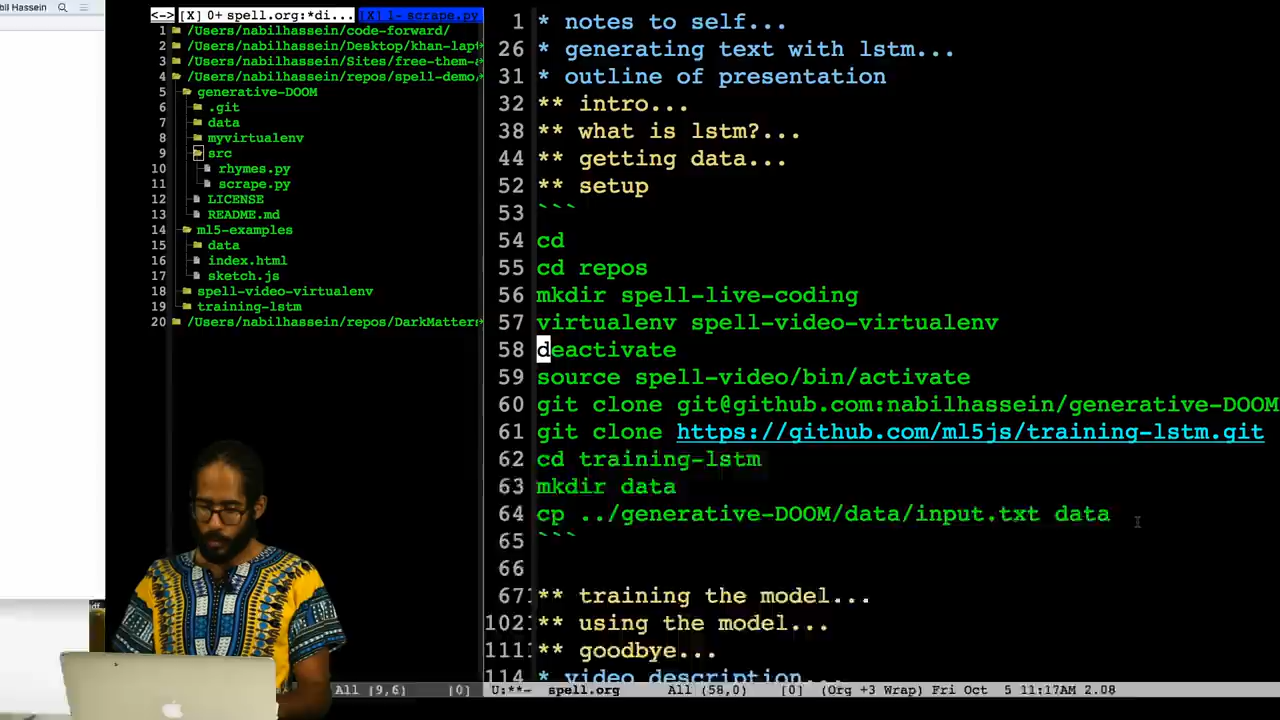 bil Hassein
<-> [X] 0+ spell.org:*di... [X] 1- scrape.py
1 /Users/nabilhassein/code-forward/
2 /Users/nabilhassein/Desktop/khan-lapt
3 /Users/nabilhassein/Sites/free-them-a
4 /Users/nabilhassein/repos/spell-demo/
5 generative-DOOM
6 .git
7 data
8 myvirtualenv
9 src
10 rhymes.py
11 scrape.py
12 LICENSE
13 README.md
14 ml5-examples
15 data
16 index.html
17 sketch.js
18 spell-video-virtualenv
19 training-lstm
20 /Users/nabilhassein/repos/DarkMatter
All [9,6] [0]
1 * notes to self...
26 * generating text with lstm...
31 * outline of presentation
32 ** intro...
38 ** what is lstm?...
44 ** getting data...
52 ** setup
53 ```
54 cd
55 cd repos
56 mkdir spell-live-coding
57 virtualenv spell-video-virtualenv
58 deactivate
59 source spell-video/bin/activate
60 git clone git@github.com:nabilhassein/generative-DOOM
61 git clone https://github.com/ml5js/training-lstm.git
62 cd training-lstm
63 mkdir data
64 cp ../generative-DOOM/data/input.txt data
65 ```
66
67 ** training the model...
102 ** using the model...
111 ** goodbye...
114 * video description...
U:**- spell.org All (58,0) [0] (Org +3 Wrap) Fri Oct 5 11:17AM 2.08